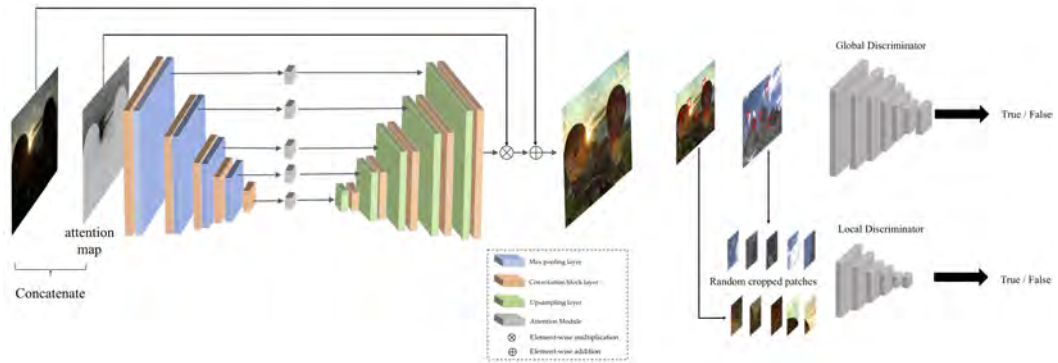 attention
map
Concatenate
Max pooling layer
Convolution block layer
Upsampling layer
Attention Module
Element-wise multiplication
Element-wise addition
Global Discriminator
True / False
Local Discriminator
Random cropped patches
True / False